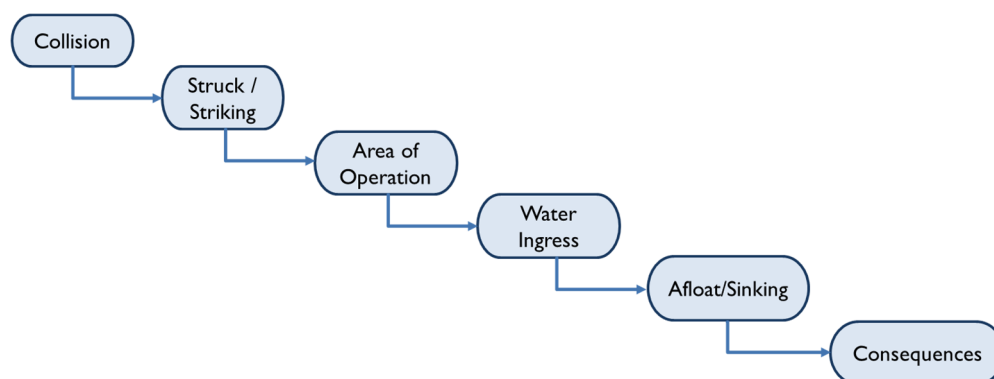 Collision
Struck /
Striking
Area of
Operation
Water
Ingress
Afloat/Sinking
Consequences